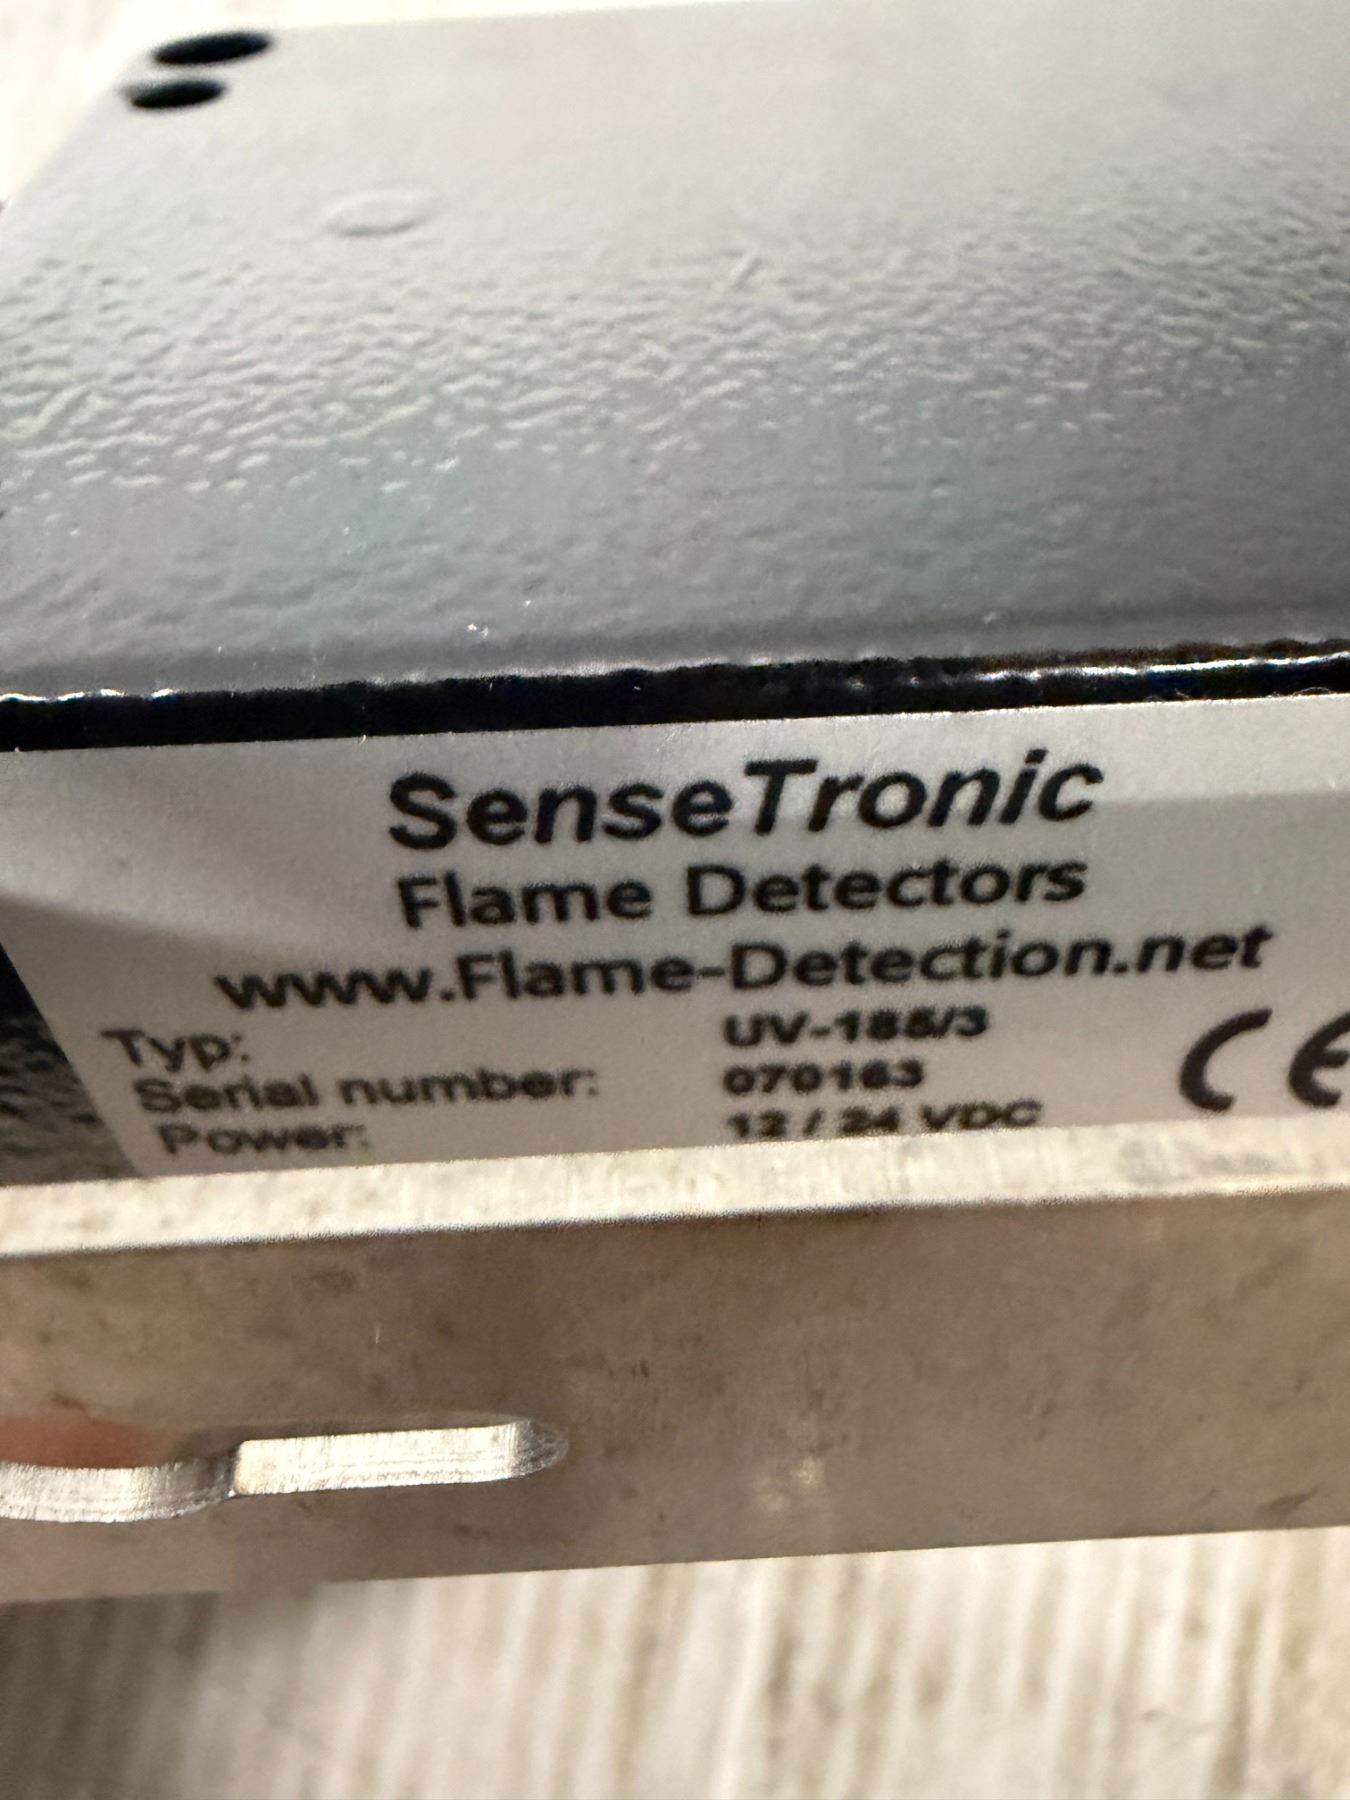 SenseTronic
Flame Detectors
www.Flame-Detection.net
Typ: UV-185/3
Serial number: 070163
Power: 12 / 24 VDC
CE